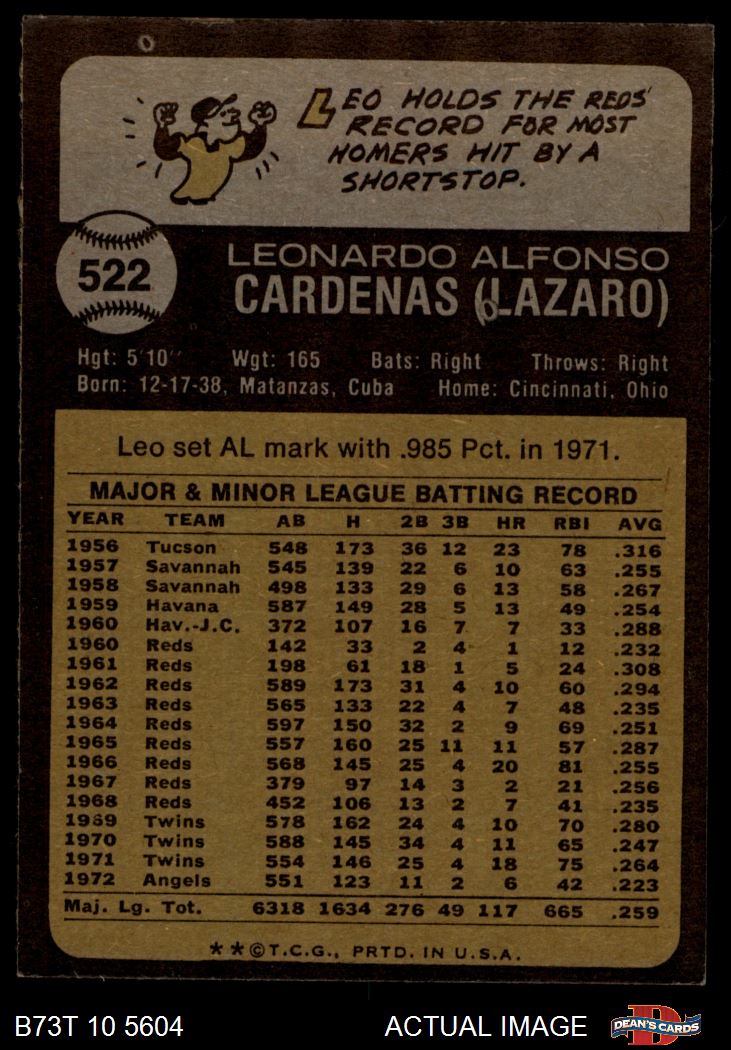 LEO HOLDS THE REDS'
RECORD FOR MOST
HOMERS HIT BY A
SHORTSTOP.
522
LEONARDO ALFONSO
CARDENAS (LAZARO)
Hgt: 5'10" Wgt: 165 Bats: Right Throws: Right
Born: 12-17-38, Matanzas, Cuba Home: Cincinnati, Ohio
Leo set AL mark with .985 Pct. in 1971.
MAJOR & MINOR LEAGUE BATTING RECORD
YEAR TEAM AB H 2B 3B HR RBI AVG
1956 Tucson 548 173 36 12 23 78 .316
1957 Savannah 545 139 22 6 10 63 .255
1958 Savannah 498 133 29 6 13 58 .267
1959 Havana 587 149 28 5 13 49 .254
1960 Hav.-J.C. 372 107 16 7 7 33 .288
1960 Reds 142 33 2 4 1 12 .232
1961 Reds 198 61 18 1 5 24 .308
1962 Reds 589 173 31 4 10 60 .294
1963 Reds 565 133 22 4 7 48 .235
1964 Reds 597 150 32 2 9 69 .251
1965 Reds 557 160 25 11 11 57 .287
1966 Reds 568 145 25 4 20 81 .255
1967 Reds 379 97 14 3 2 21 .256
1968 Reds 452 106 13 2 7 41 .235
1969 Twins 578 162 24 4 10 70 .280
1970 Twins 588 145 34 4 11 65 .247
1971 Twins 554 146 25 4 18 75 .264
1972 Angels 551 123 11 2 6 42 .223
Maj. Lg. Tot. 6318 1634 276 49 117 665 .259
**©T.C.G., PRTD. IN U.S.A.
B73T 10 5604 ACTUAL IMAGE
D
DEAN'S CARDS